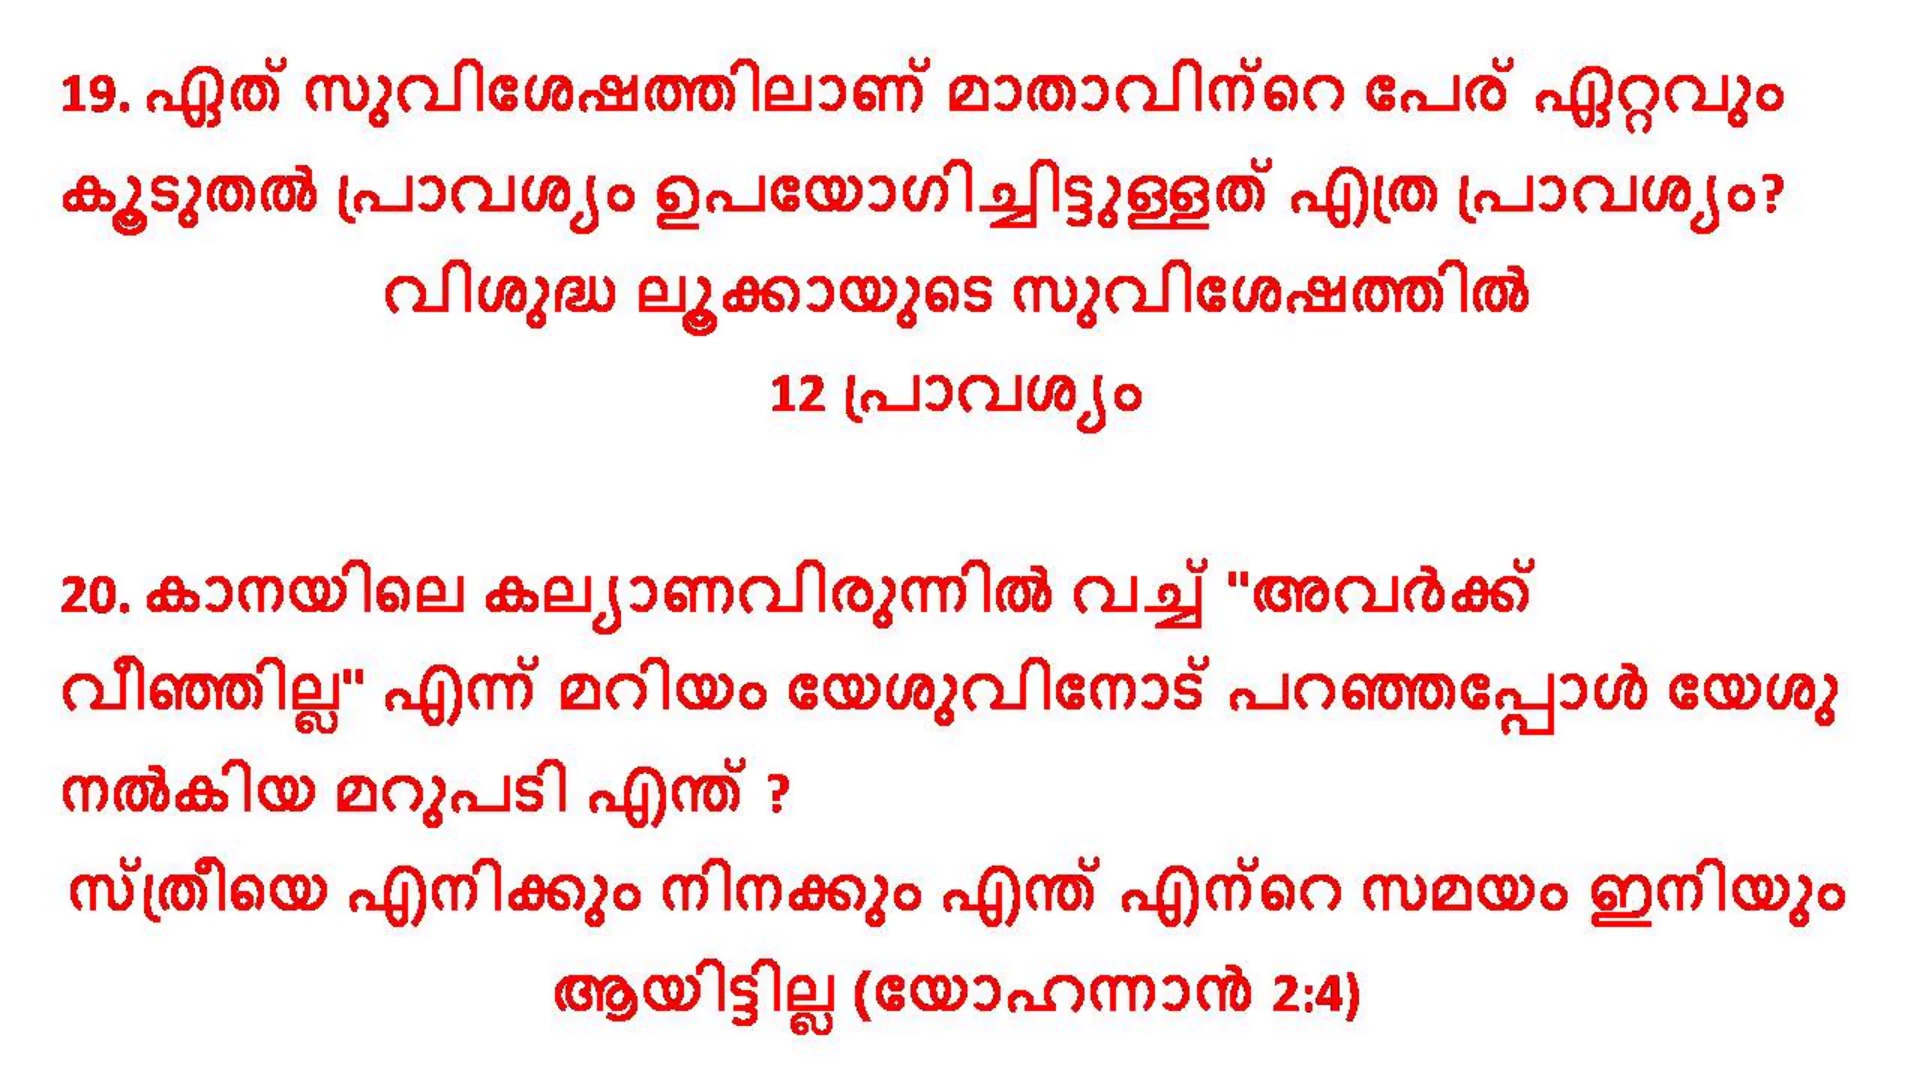 19. ഏത് സുവിശേഷത്തിലാണ് മാതാവിന്റെ പേര് ഏറ്റവും
കൂടുതൽ പ്രാവശ്യം ഉപയോഗിച്ചിട്ടുള്ളത് എത്ര പ്രാവശ്യം?
വിശുദ്ധ ലൂക്കായുടെ സുവിശേഷത്തിൽ
12 പ്രാവശ്യം
20. കാനയിലെ കല്യാണവിരുന്നിൽ വച്ച് "അവർക്ക്
വീഞ്ഞില്ല" എന്ന് മറിയം യേശുവിനോട് പറഞ്ഞപ്പോൾ യേശു
നൽകിയ മറുപടി എന്ത് ?
സ്ത്രീയെ എനിക്കും നിനക്കും എന്ത് എന്റെ സമയം ഇനിയും
ആയിട്ടില്ല (യോഹന്നാൻ 2:4)